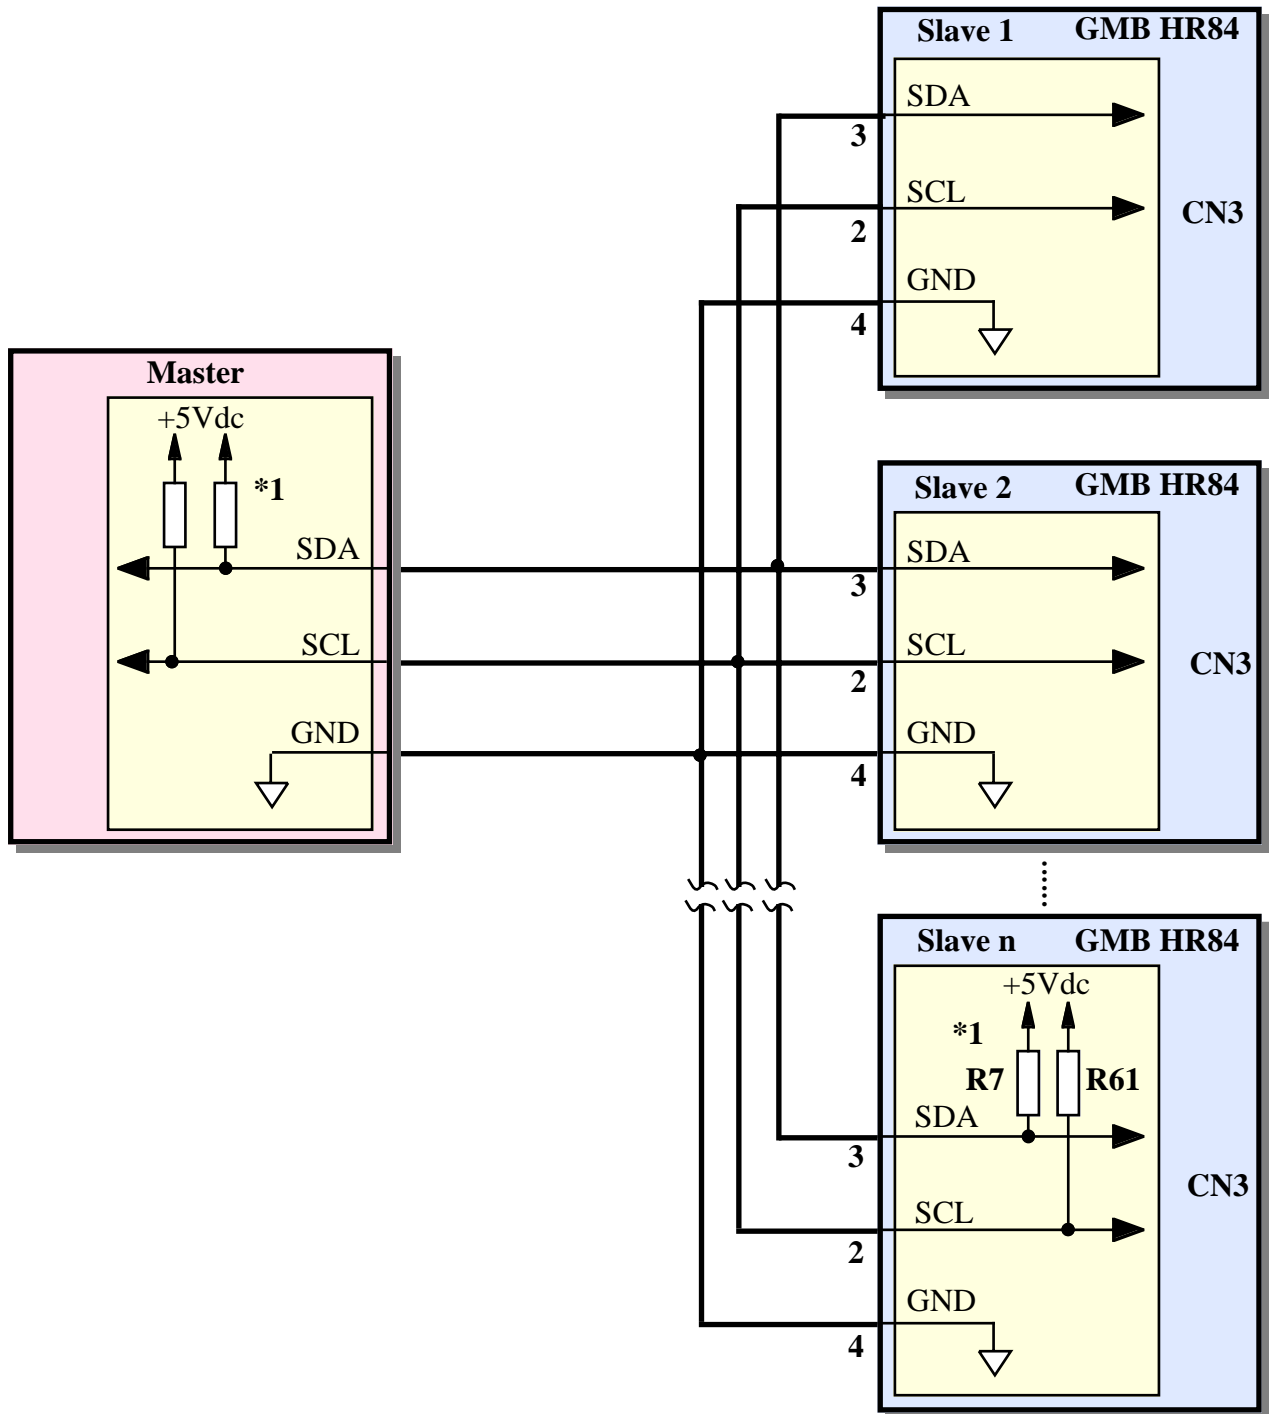 Slave 1 GMB HR84
SDA
3
SCL
2
CN3
GND
4
Master
+5Vdc
*1
SDA
SCL
GND
Slave 2 GMB HR84
SDA
3
SCL
2
CN3
GND
4
Slave n GMB HR84
+5Vdc
*1
R7 R61
SDA
3
CN3
SCL
2
GND
4